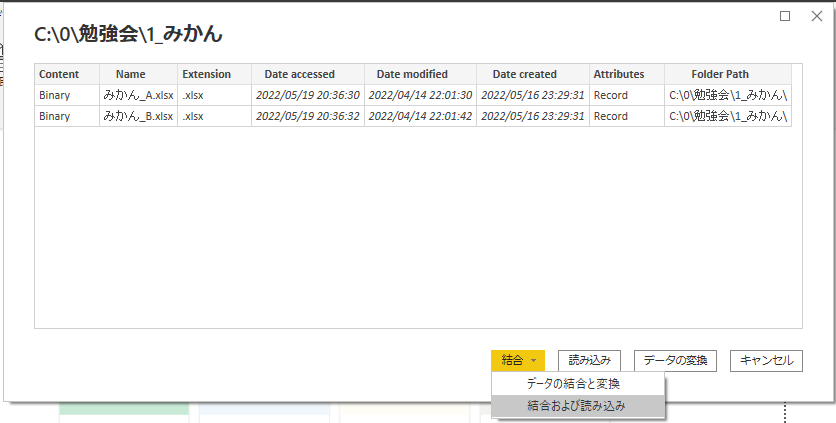 C:\0\勉強会\1_みかん
Content Name Extension Date accessed Date modified Date created Attributes Folder Path
Binary みかん_A.xlsx .xlsx 2022/05/19 20:36:30 2022/04/14 22:01:30 2022/05/16 23:29:31 Record C:\0\勉強会\1_みかん\
Binary みかん_B.xlsx .xlsx 2022/05/19 20:36:32 2022/04/14 22:01:42 2022/05/16 23:29:31 Record C:\0\勉強会\1_みかん\
結合 読み込み データの変換 キャンセル
データの結合と変換
結合および読み込み